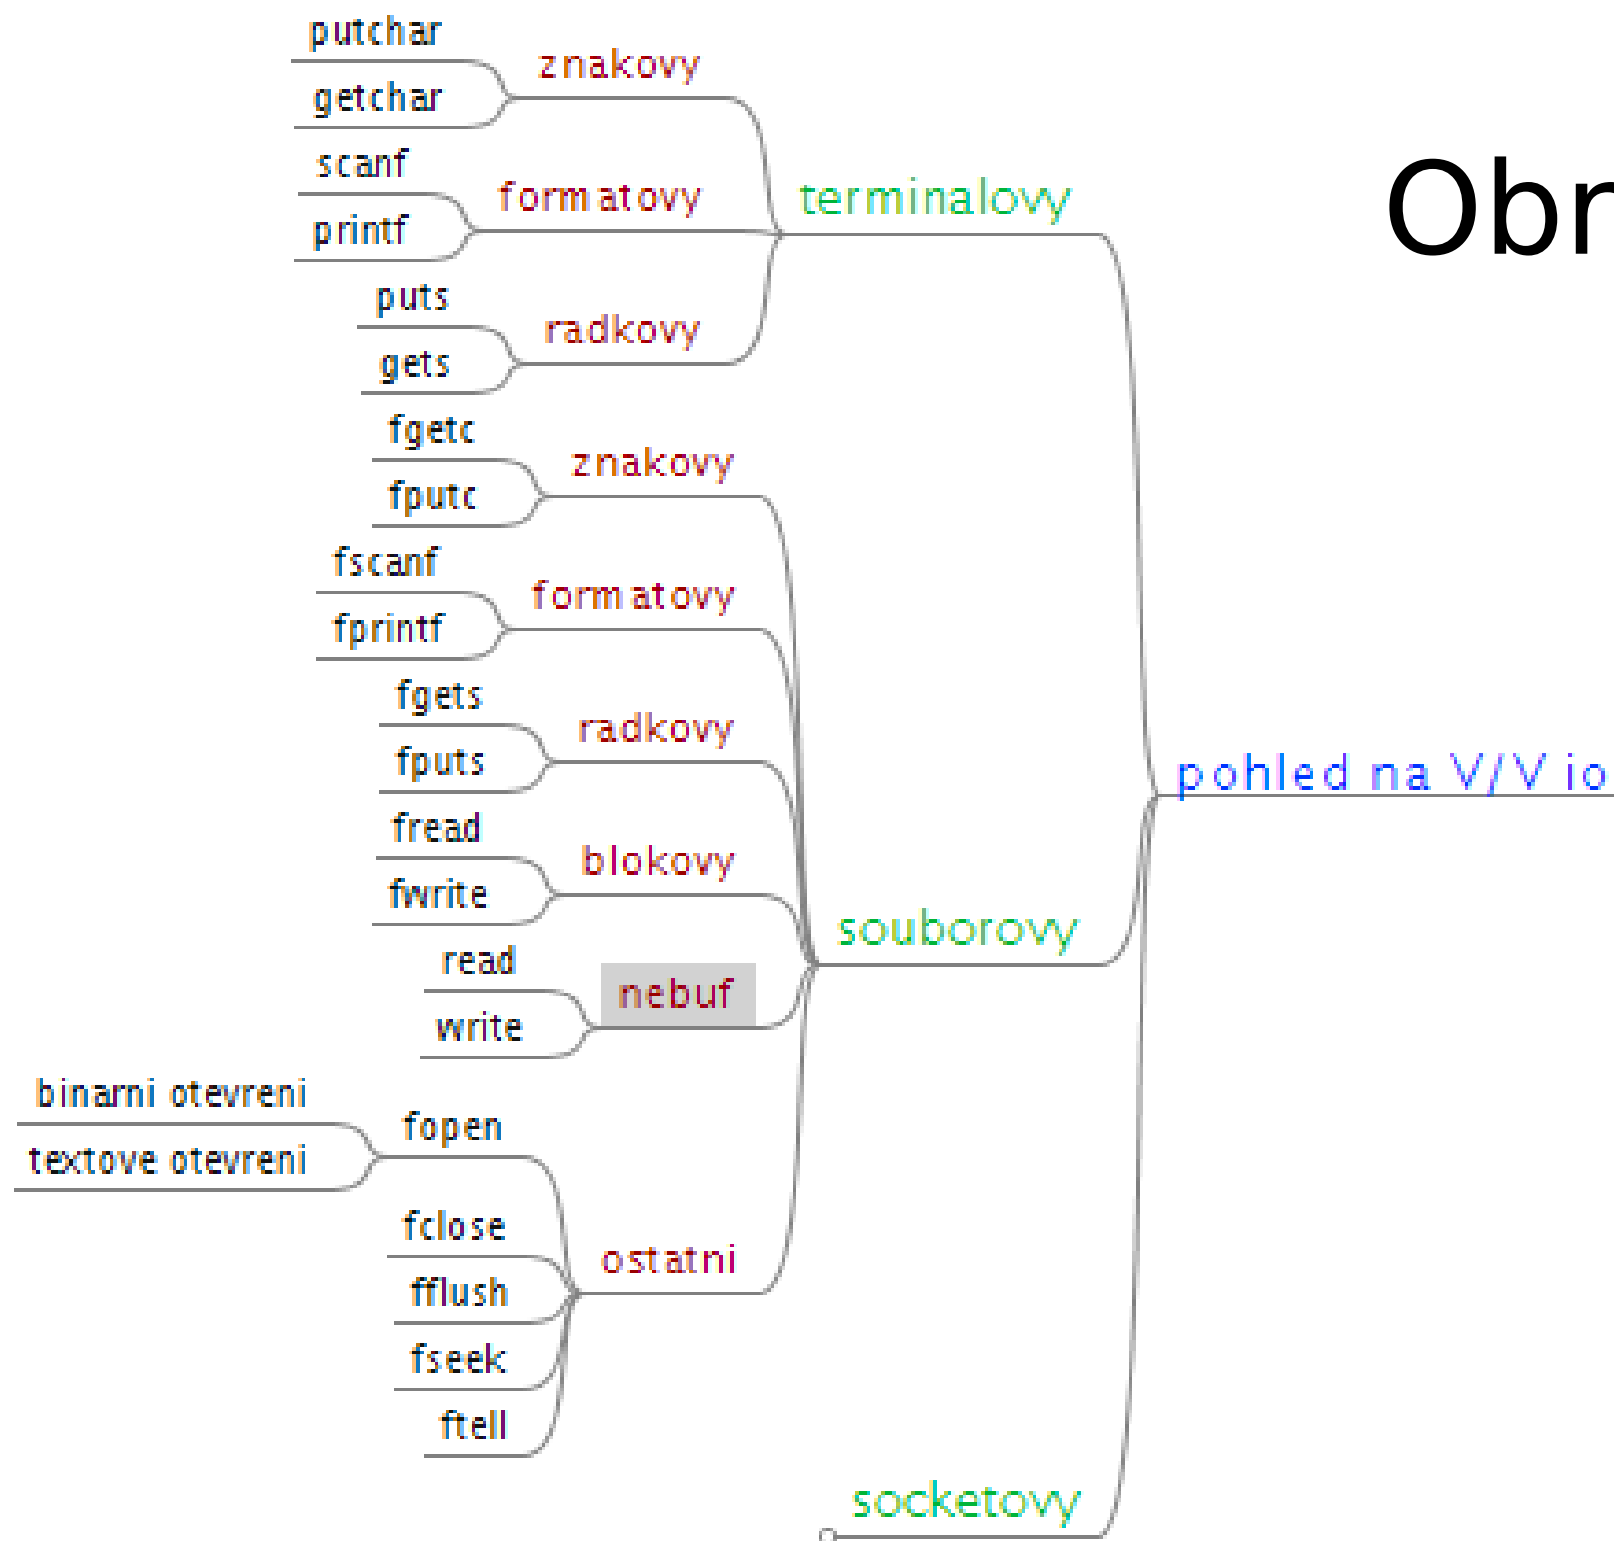 putchar
znakovy
getchar
scanf
formatovy
terminalovy
printf
puts
radkovy
gets
fgetc
znakovy
fputc
fscanf
formatovy
fprintf
fgets
radkovy
fputs
pohled na V/V io
fread
blokovy
fwrite
souborovy
read
nebuf
write
binarni otevreni
fopen
textove otevreni
fclose
ostatni
fflush
fseek
ftell
socketovy